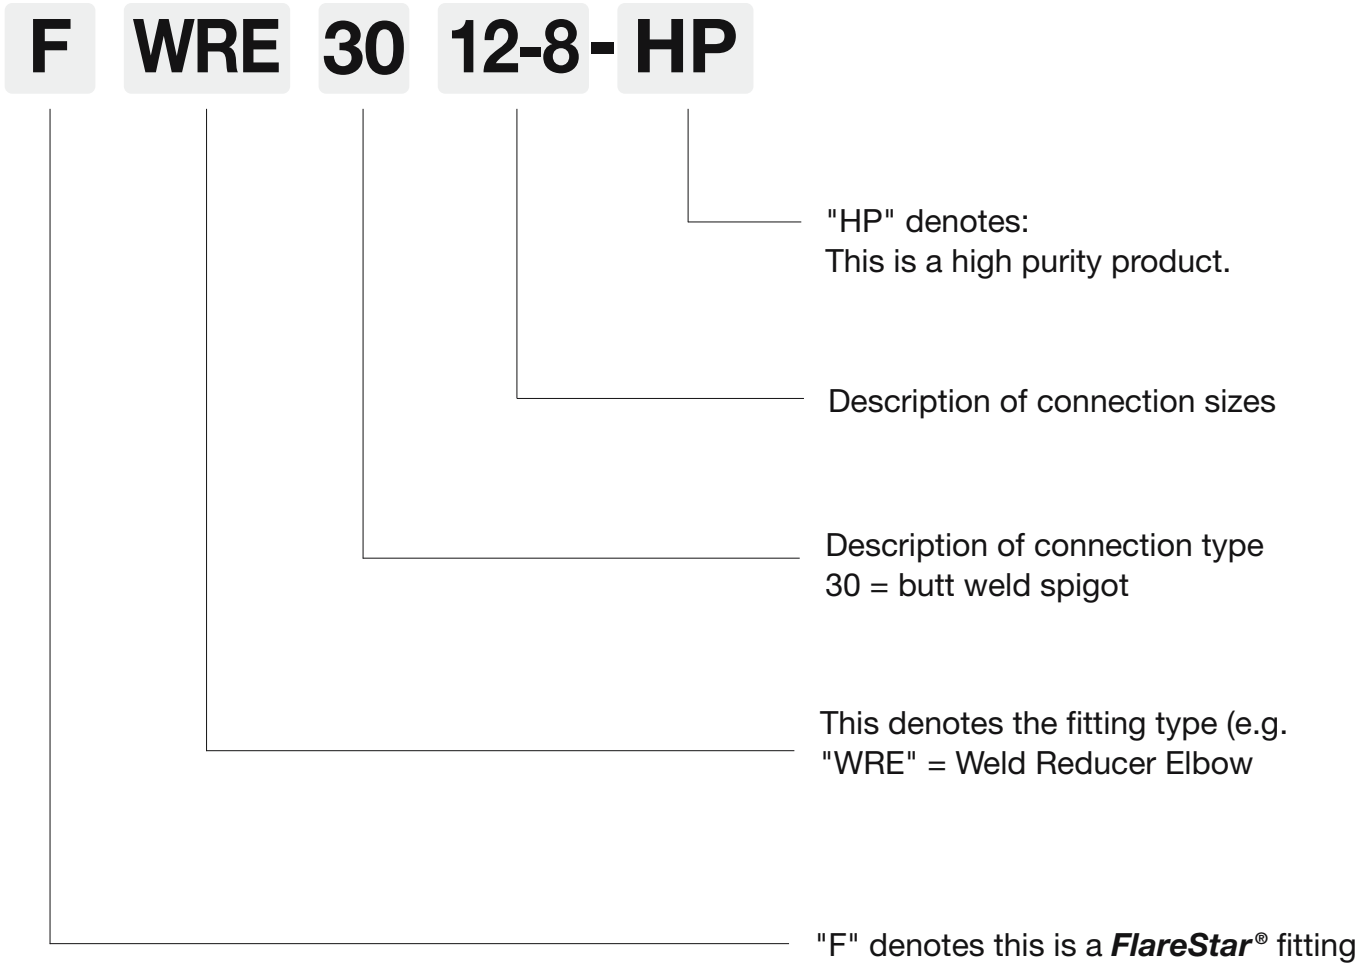 F WRE 30 12-8 - HP
"HP" denotes:
This is a high purity product.
Description of connection sizes
Description of connection type
30 = butt weld spigot
This denotes the fitting type (e.g.
"WRE" = Weld Reducer Elbow
"F" denotes this is a FlareStar® fitting